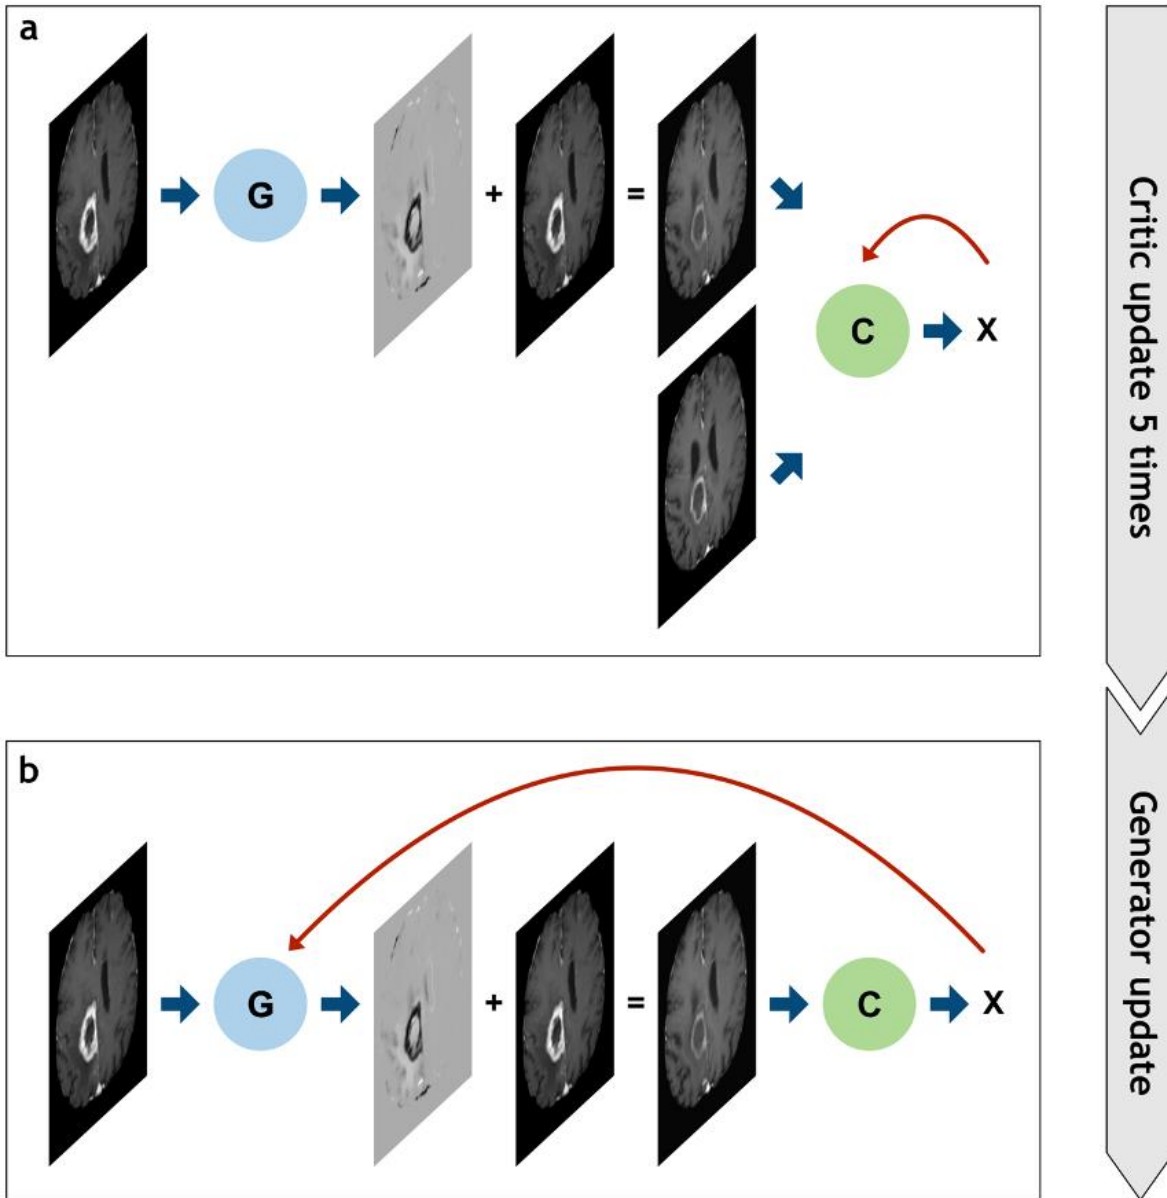 a
G
+
=
C
X
Critic update 5 times
b
G
+
=
C
X
Generator update